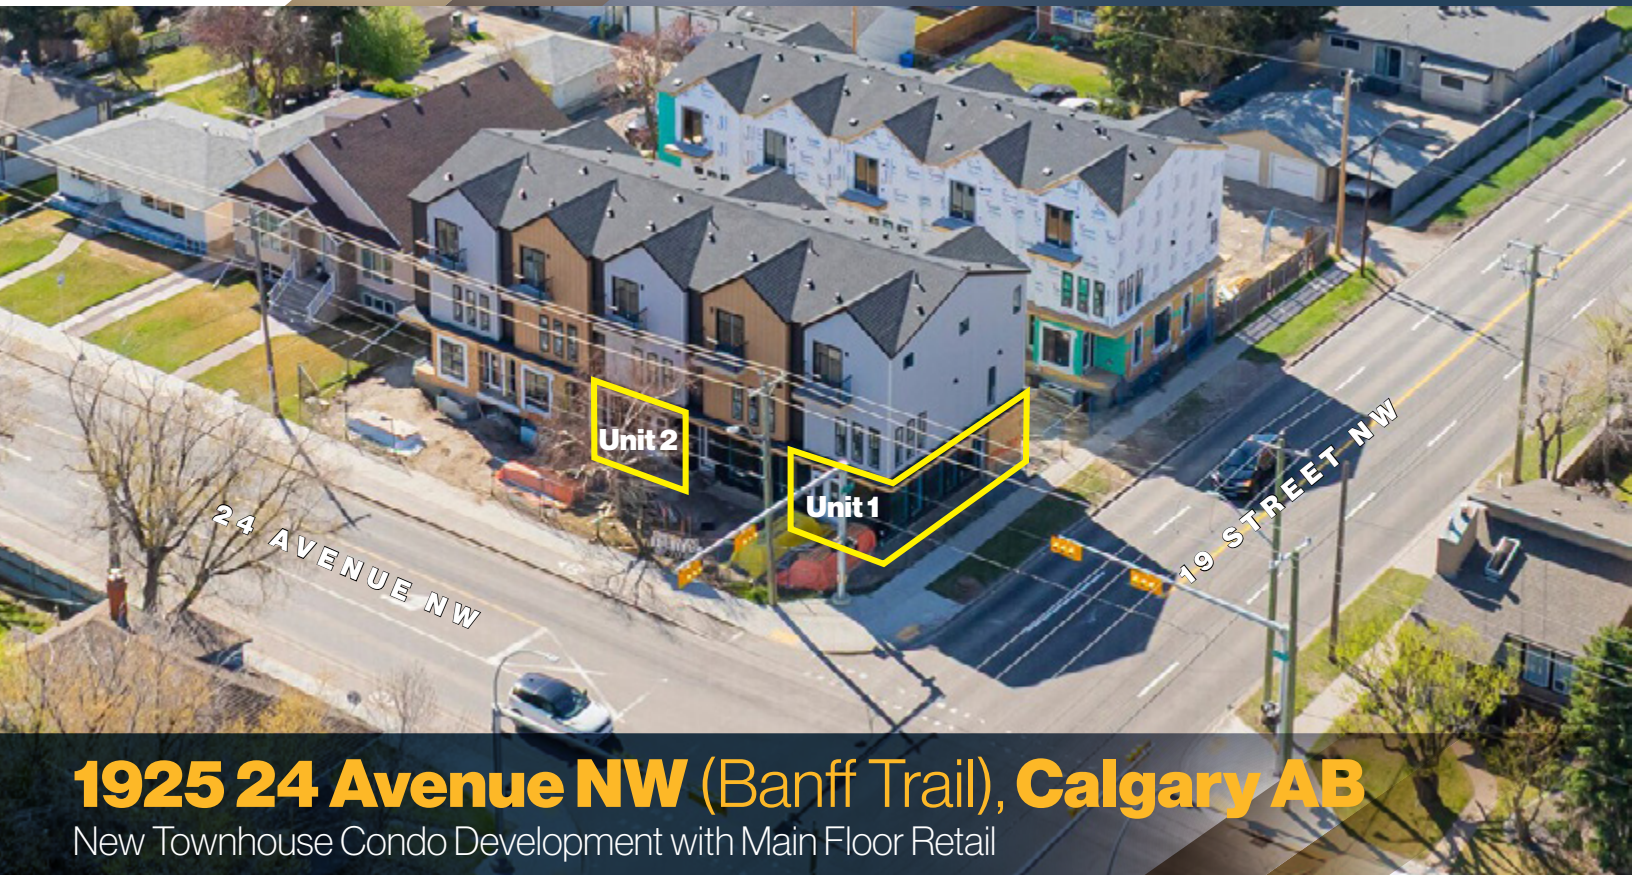 Unit 2
Unit 1
24 AVENUE NW
19 STREET NW
1925 24 Avenue NW (Banff Trail), Calgary AB
New Townhouse Condo Development with Main Floor Retail